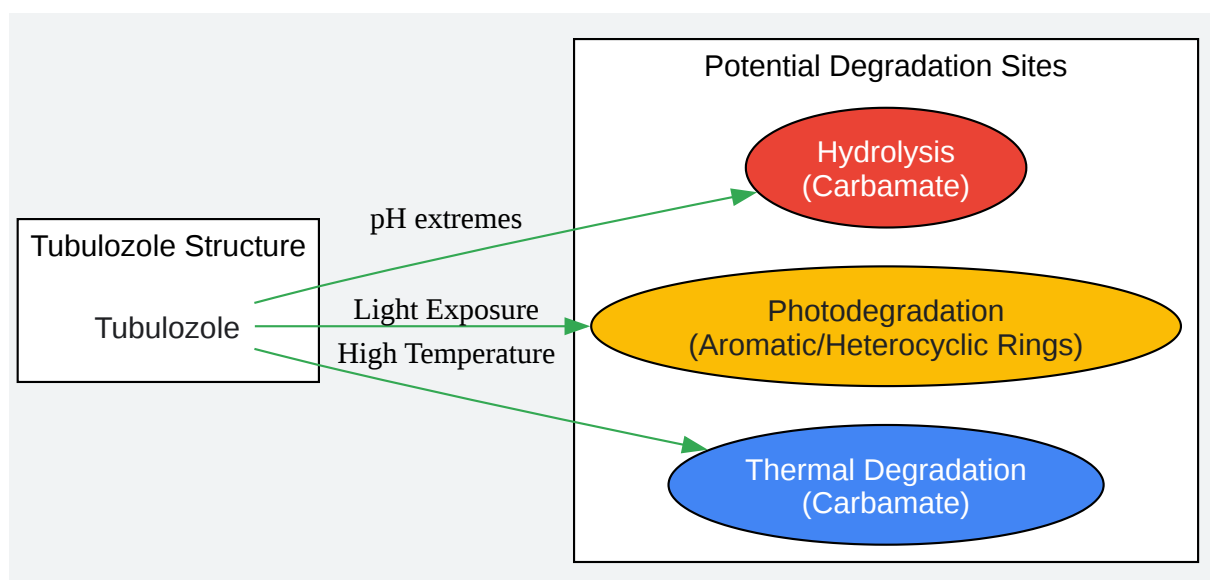 Potential Degradation Sites
Hydrolysis
(Carbamate)
pH extremes
Tubulozole Structure
Light Exposure
Photodegradation
(Aromatic/Heterocyclic Rings)
Tubulozole
High Temperature
Thermal Degradation
(Carbamate)